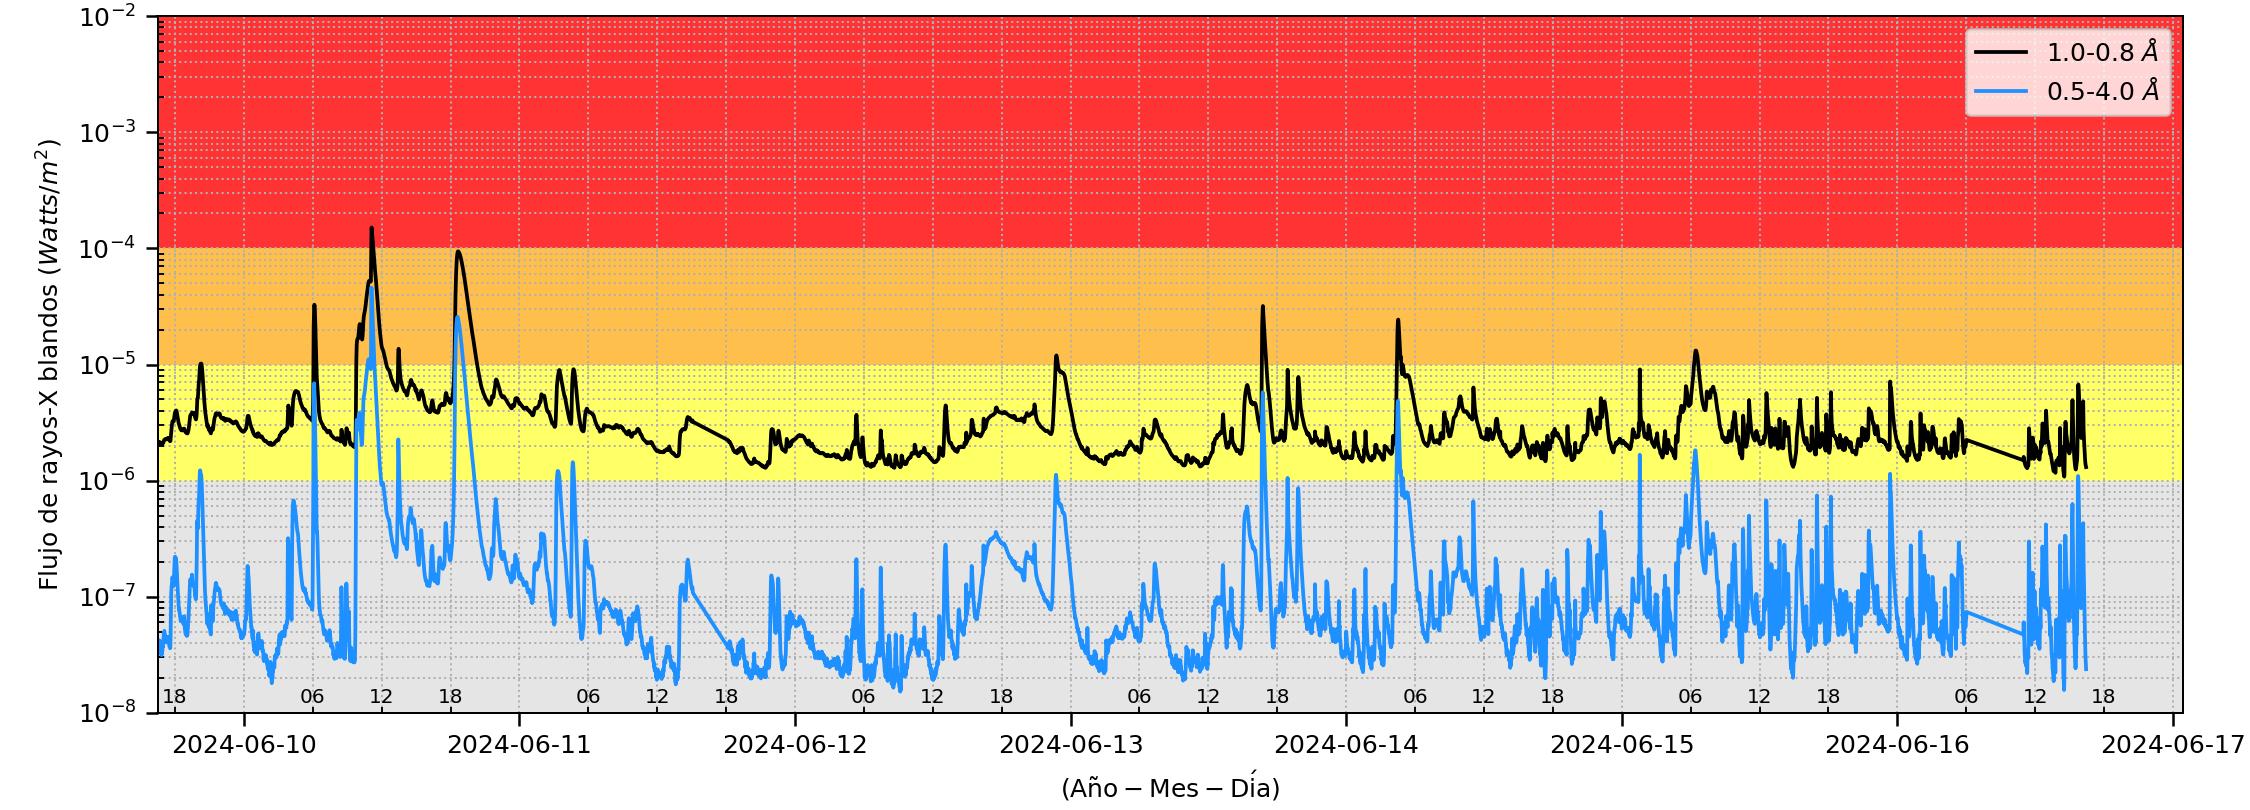 10⁻²
10⁻³
10⁻⁴
10⁻⁵
10⁻⁶
10⁻⁷
10⁻⁸
Flujo de rayos-X blandos (Watts/m²)
1.0-0.8 Å
0.5-4.0 Å
18 06 12 18 06 12 18 06 12 18 06 12 18 06 12 18 06 12 18 06 12 18
2024-06-10 2024-06-11 2024-06-12 2024-06-13 2024-06-14 2024-06-15 2024-06-16 2024-06-17
(Año − Mes − Día)